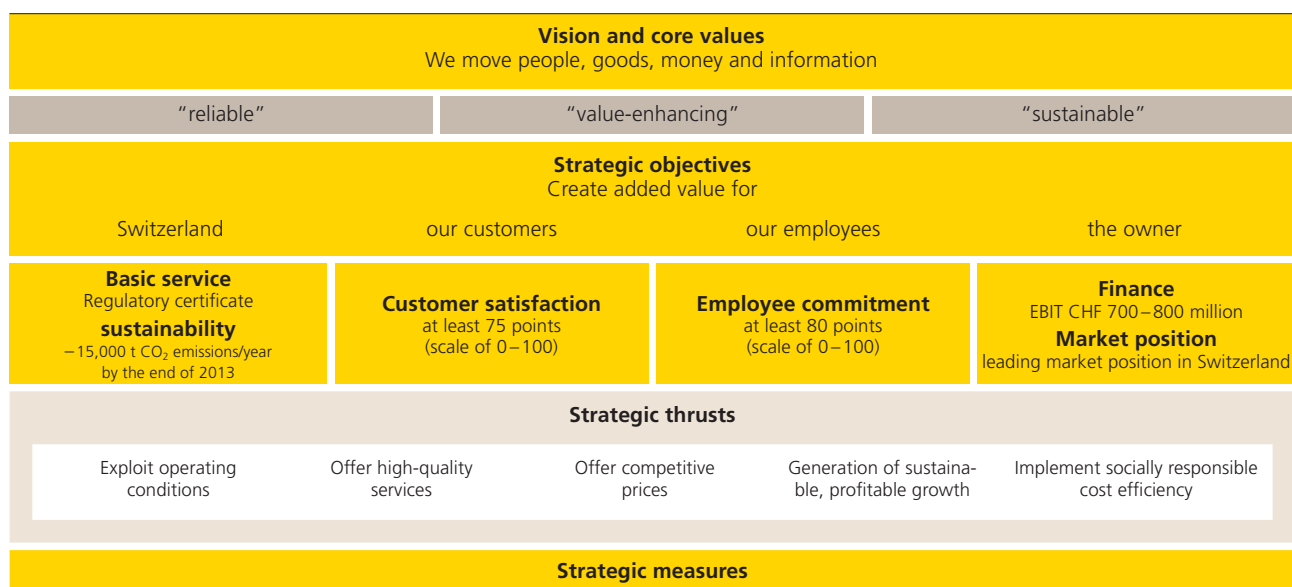 Vision and core values
We move people, goods, money and information
“reliable”
“value-enhancing”
“sustainable”
Strategic objectives
Create added value for
Switzerland
our customers
our employees
the owner
Basic service
Regulatory certificate
sustainability
–15,000 t CO₂ emissions/year
by the end of 2013
Customer satisfaction
at least 75 points
(scale of 0–100)
Employee commitment
at least 80 points
(scale of 0–100)
Finance
EBIT CHF 700–800 million
Market position
leading market position in Switzerland
Strategic thrusts
Exploit operating
conditions
Offer high-quality
services
Offer competitive
prices
Generation of sustaina-
ble, profitable growth
Implement socially responsible
cost efficiency
Strategic measures